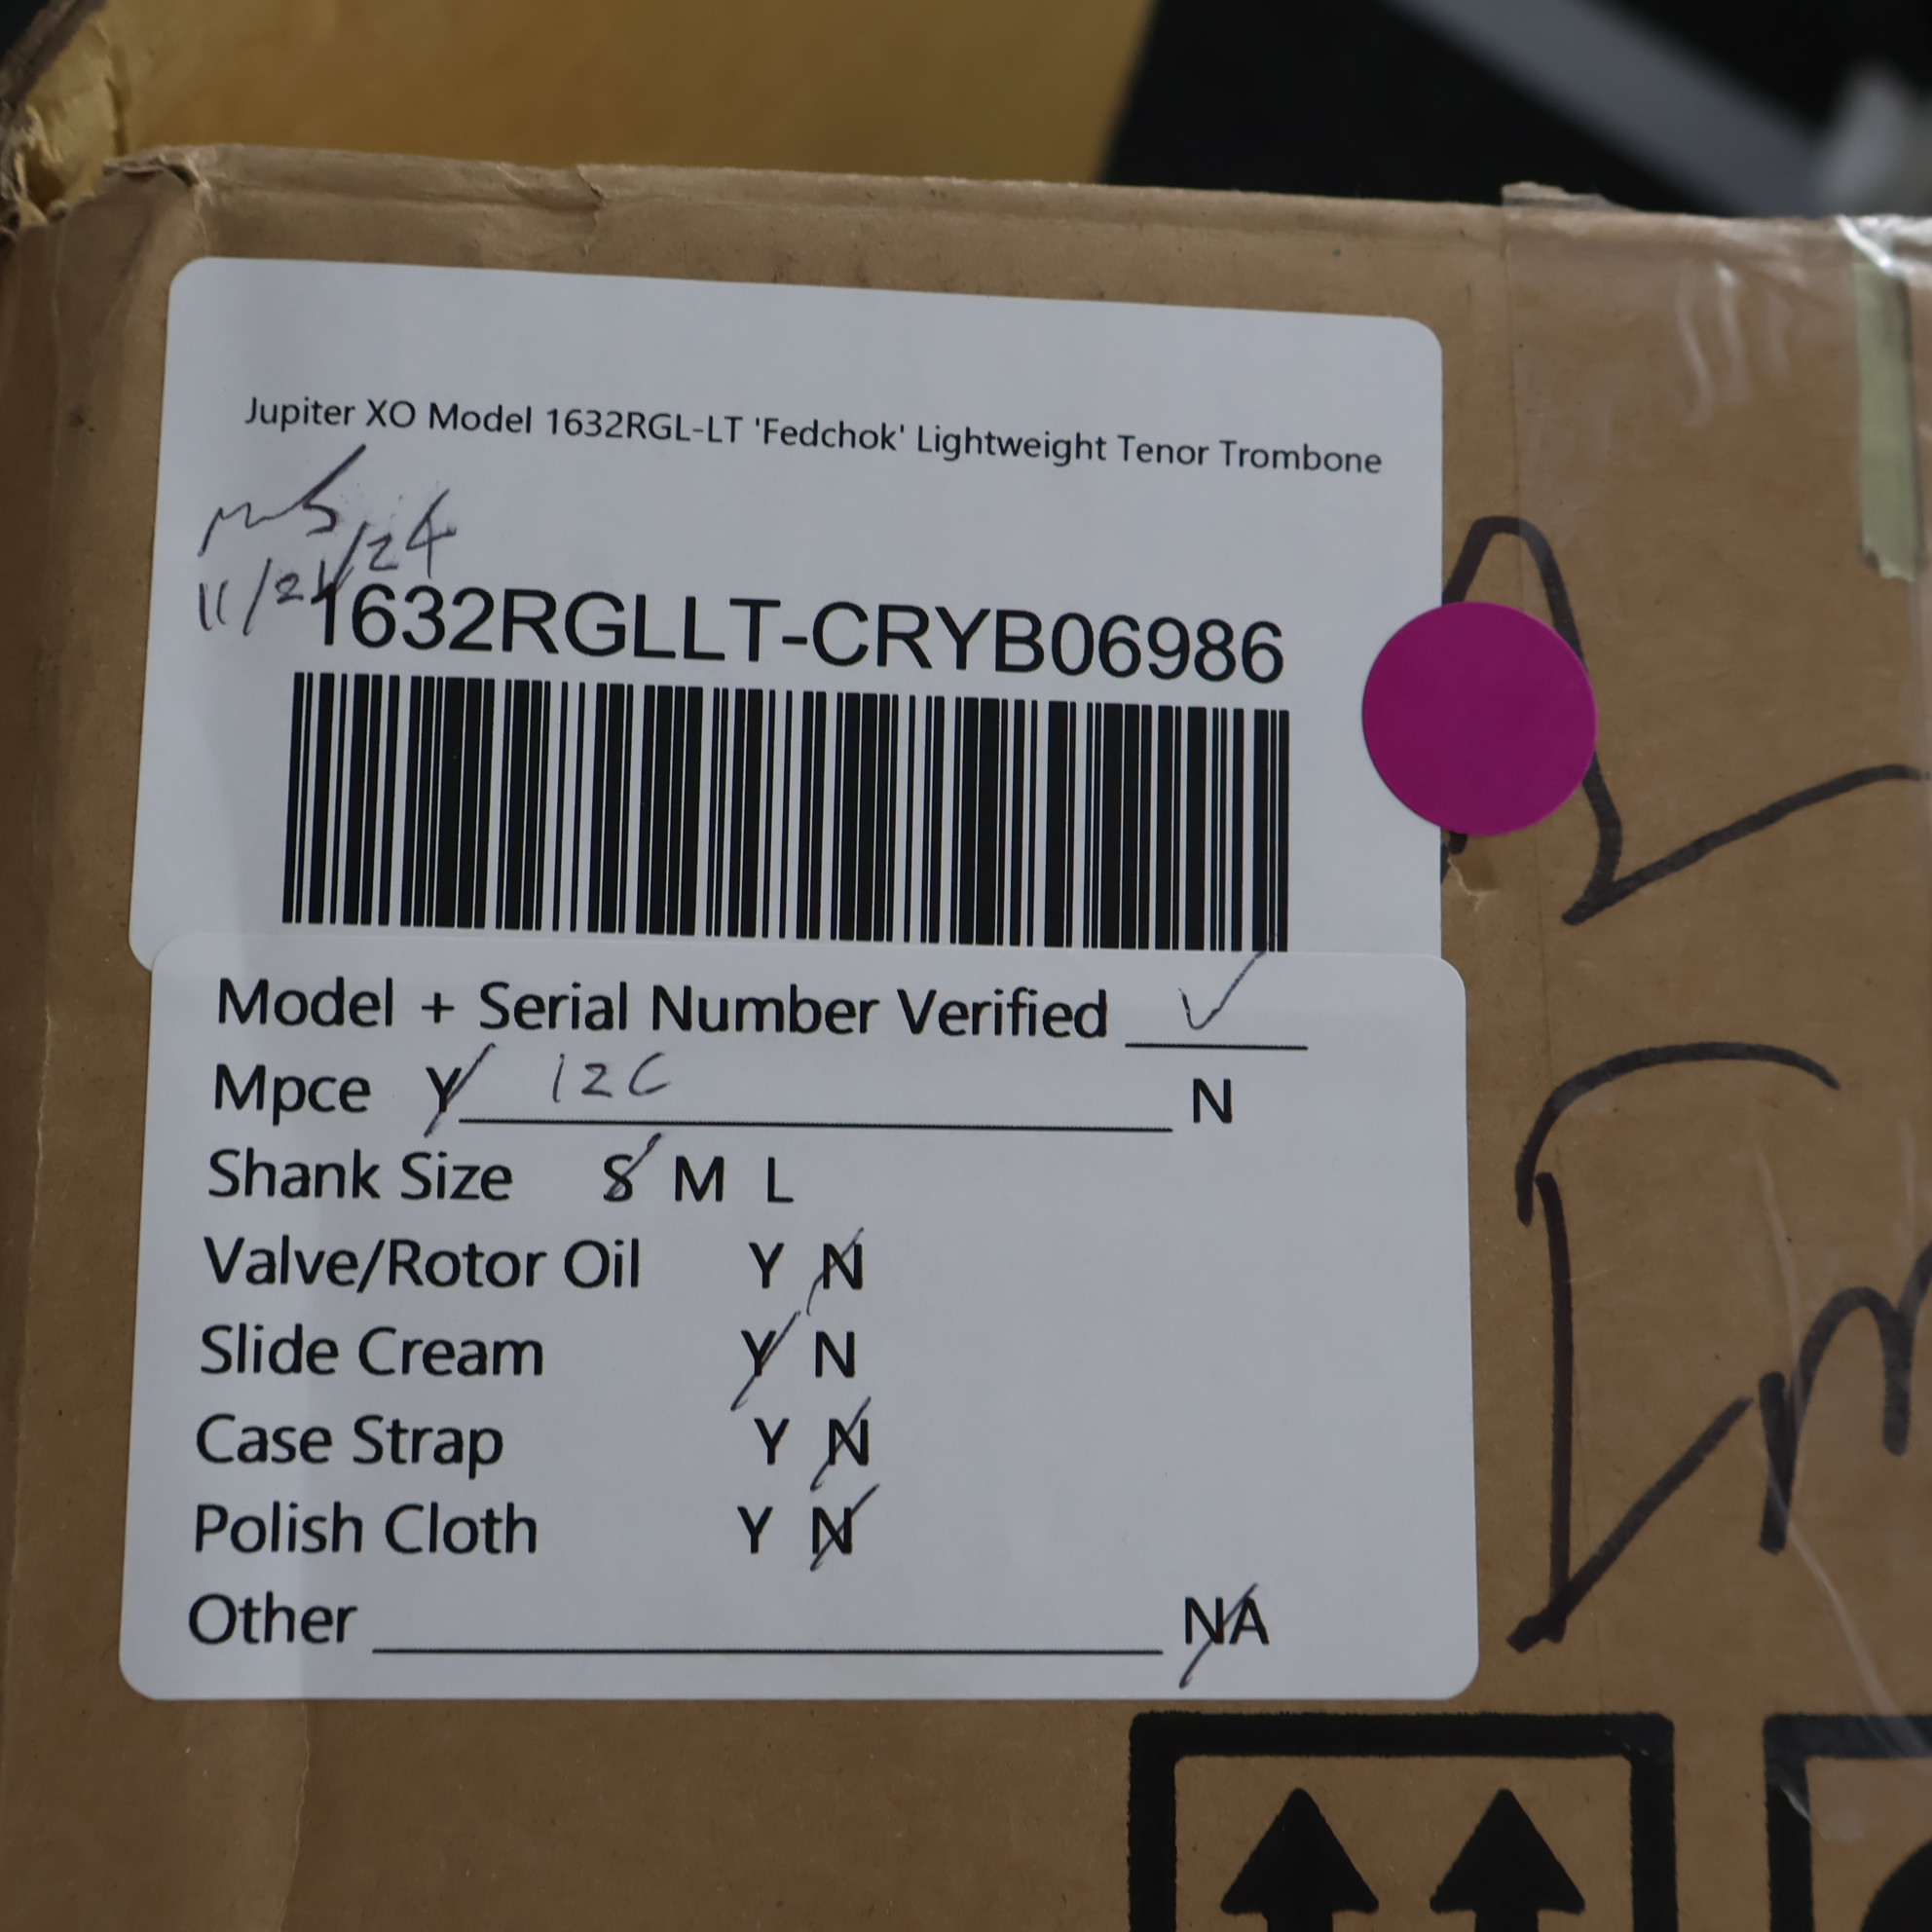 Jupiter XO Model 1632RGL-LT 'Fedchok' Lightweight Tenor Trombone
11/21/24
1632RGLLT-CRYB06986
Model + Serial Number Verified ✓
Mpce Y 12C N
Shank Size S M L
Valve/Rotor Oil Y N
Slide Cream Y N
Case Strap Y N
Polish Cloth Y N
Other NA